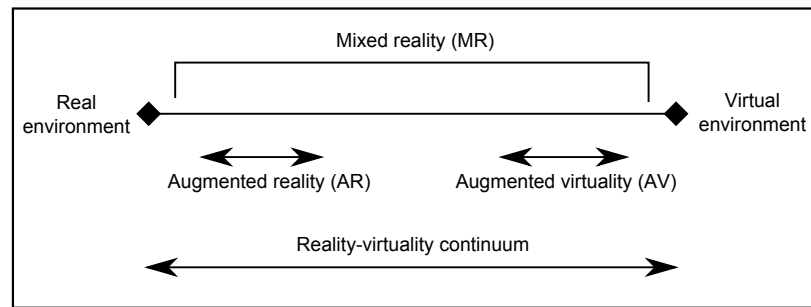 Mixed reality (MR)
Real
environment
Virtual
environment
Augmented reality (AR)
Augmented virtuality (AV)
Reality-virtuality continuum